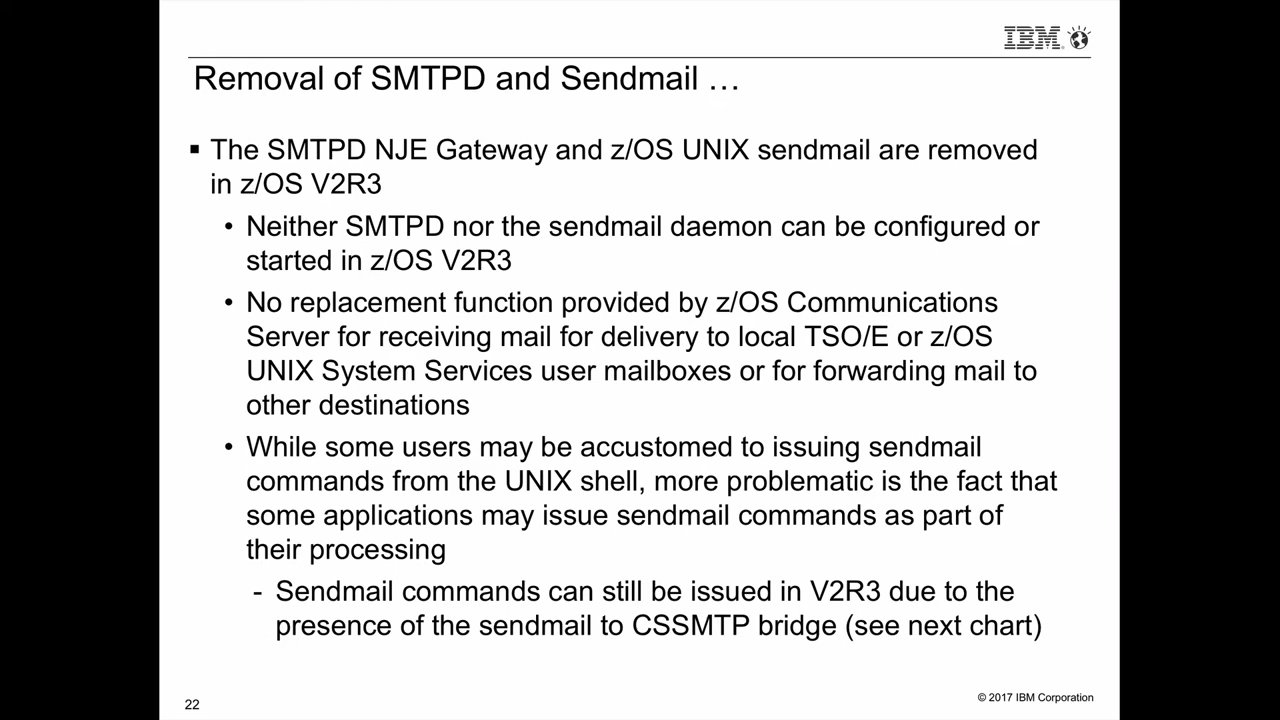 IBM
Removal of SMTPD and Sendmail …
▪ The SMTPD NJE Gateway and z/OS UNIX sendmail are removed
in z/OS V2R3
• Neither SMTPD nor the sendmail daemon can be configured or
started in z/OS V2R3
• No replacement function provided by z/OS Communications
Server for receiving mail for delivery to local TSO/E or z/OS
UNIX System Services user mailboxes or for forwarding mail to
other destinations
• While some users may be accustomed to issuing sendmail
commands from the UNIX shell, more problematic is the fact that
some applications may issue sendmail commands as part of
their processing
- Sendmail commands can still be issued in V2R3 due to the
presence of the sendmail to CSSMTP bridge (see next chart)
22
© 2017 IBM Corporation